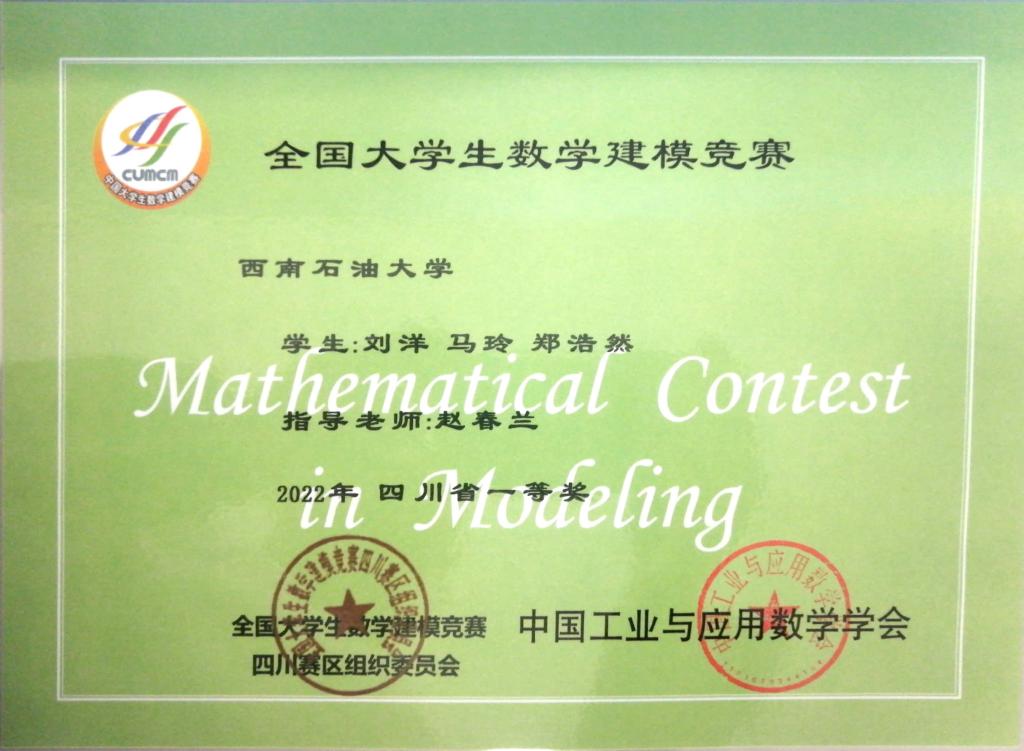 CUMCM
中国大学生数学建模竞赛
全国大学生数学建模竞赛
西南石油大学
学生:刘洋 马玲 郑浩然
Mathematical Contest
指导老师:赵春兰
2022年 四川省一等奖
in Modeling
全国大学生数学建模竞赛
四川赛区组织委员会
中国工业与应用数学学会